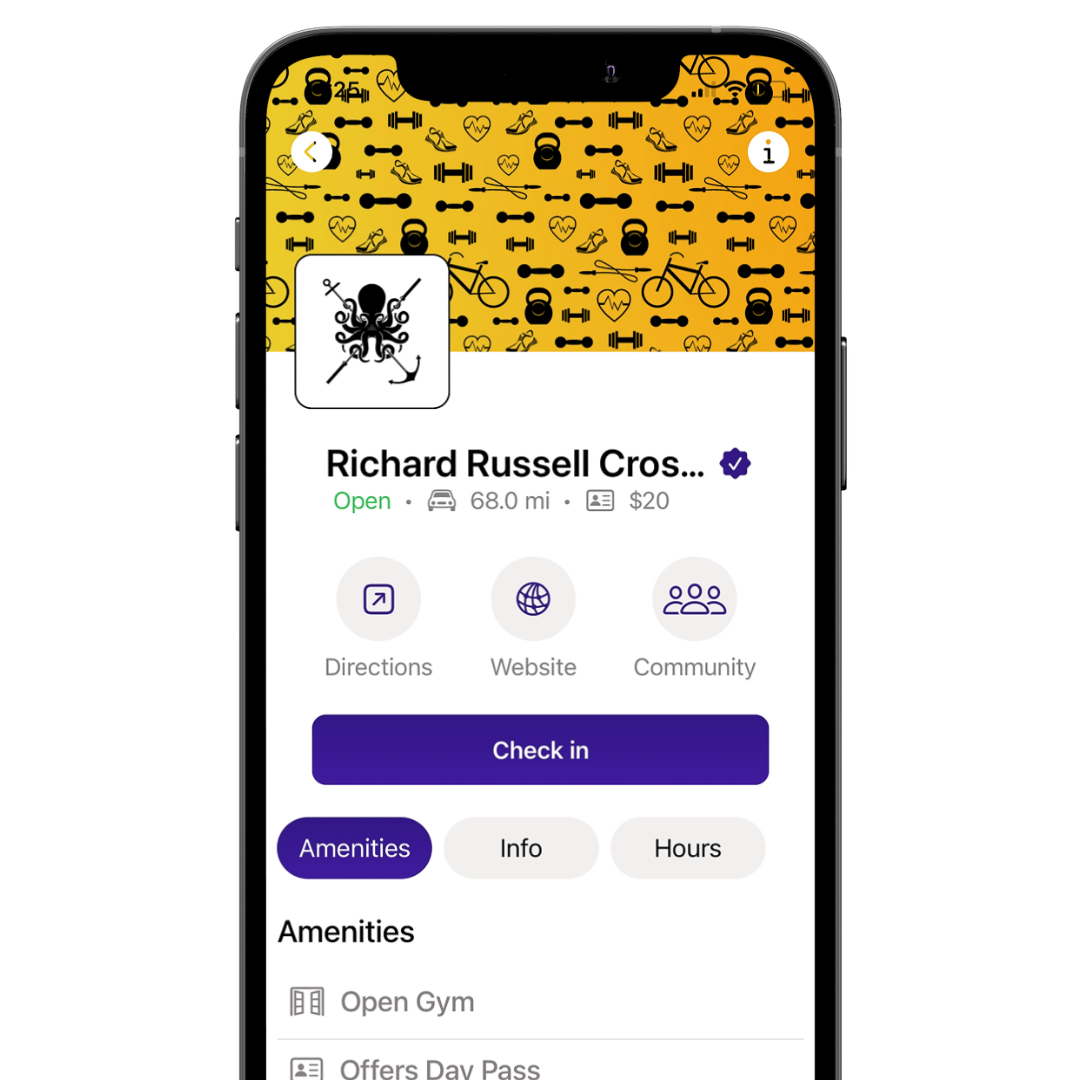 Richard Russell Cros...
Open • 68.0 mi • $20
Directions Website Community
Check in
Amenities Info Hours
Amenities
Open Gym
Offers Day Pass